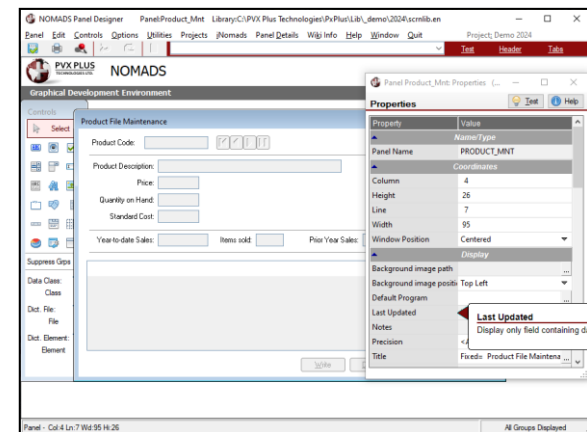 NOMADS Panel Designer Panel:Product_Mnt Library:C:\PVX Plus Technologies\PxPlus\Lib\_demo\2024\scrnlib.en
Panel Edit Controls Options Utilities Projects iNomads Panel Details Wiki Info Help Window Quit Project: Demo 2024
Test Header Tabs
PVX PLUS NOMADS
TECHNOLOGIES LTD.
Graphical Development Environment
Controls
Select
Suppress Grps
Data Class:
Class
Dict. File:
File
Dict. Element:
Element
Product File Maintenance
Product Code:
Product Description:
Price:
Quantity on Hand:
Standard Cost:
Year-to-date Sales: Items sold: Prior Year Sales:
Write
Panel Product_Mnt: Properties (...
Properties Test Help
Property Value
Name/Type
Panel Name PRODUCT_MNT
Coordinates
Column 4
Height 26
Line 7
Width 95
Window Position Centered
Display
Background image path ...
Background image positi Top Left
Default Program ...
Last Updated
Notes
Precision <A
Title Fixed= Product File Maintena ...
Last Updated
Display only field containing da
Panel - Col:4 Ln:7 Wd:95 Ht:26 All Groups Displayed